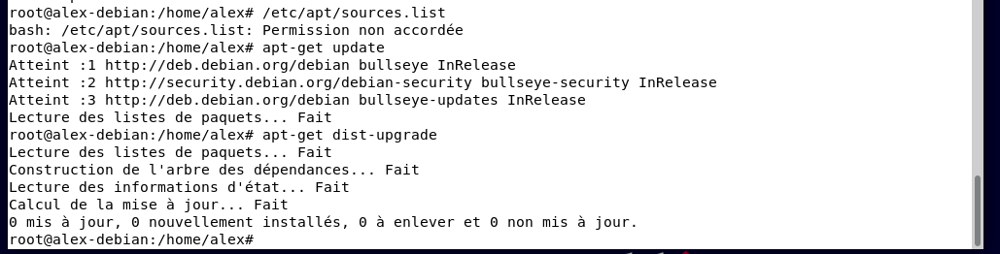 root@alex-debian:/home/alex# /etc/apt/sources.list
bash: /etc/apt/sources.list: Permission non accordée
root@alex-debian:/home/alex# apt-get update
Atteint :1 http://deb.debian.org/debian bullseye InRelease
Atteint :2 http://security.debian.org/debian-security bullseye-security InRelease
Atteint :3 http://deb.debian.org/debian bullseye-updates InRelease
Lecture des listes de paquets... Fait
root@alex-debian:/home/alex# apt-get dist-upgrade
Lecture des listes de paquets... Fait
Construction de l'arbre des dépendances... Fait
Lecture des informations d'état... Fait
Calcul de la mise à jour... Fait
0 mis à jour, 0 nouvellement installés, 0 à enlever et 0 non mis à jour.
root@alex-debian:/home/alex#